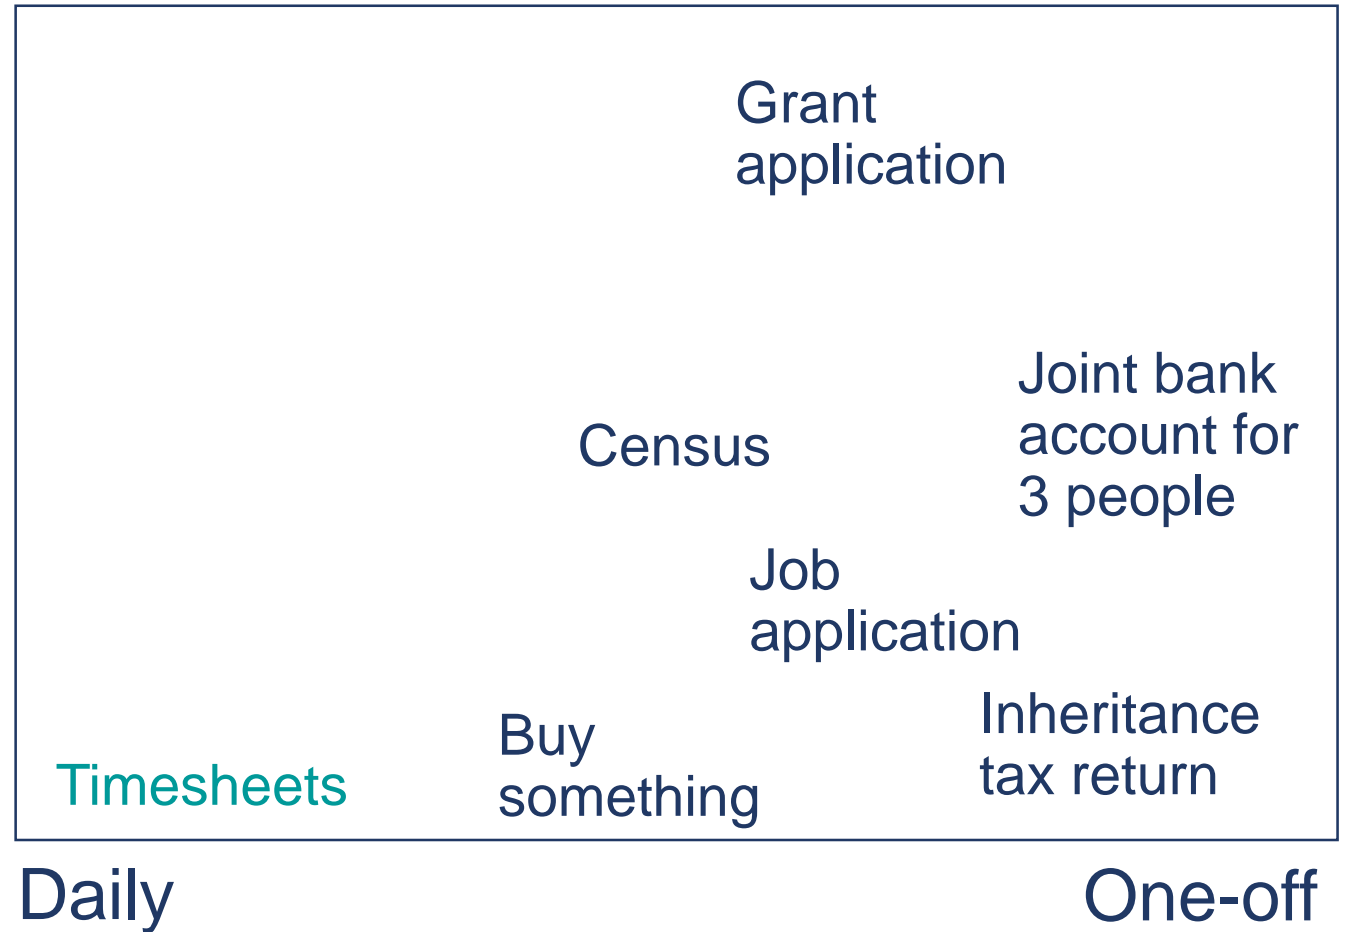 Grant
application
Joint bank
account for
3 people
Census
Job
application
Inheritance
tax return
Buy
something
Timesheets
Daily
One-off